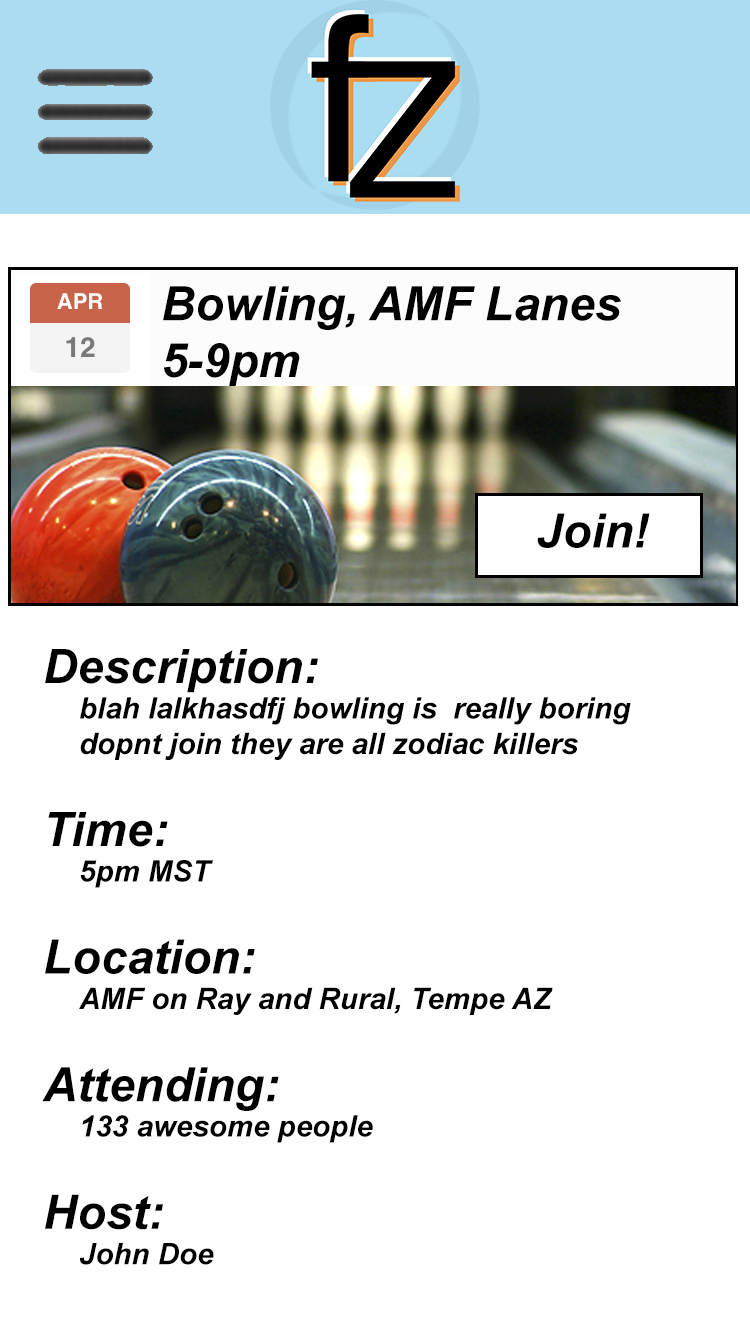 fz
APR
12
Bowling, AMF Lanes
5-9pm
Join!
Description:
blah lalkhasdfj bowling is  really boring
dopnt join they are all zodiac killers
Time:
5pm MST
Location:
AMF on Ray and Rural, Tempe AZ
Attending:
133 awesome people
Host:
John Doe